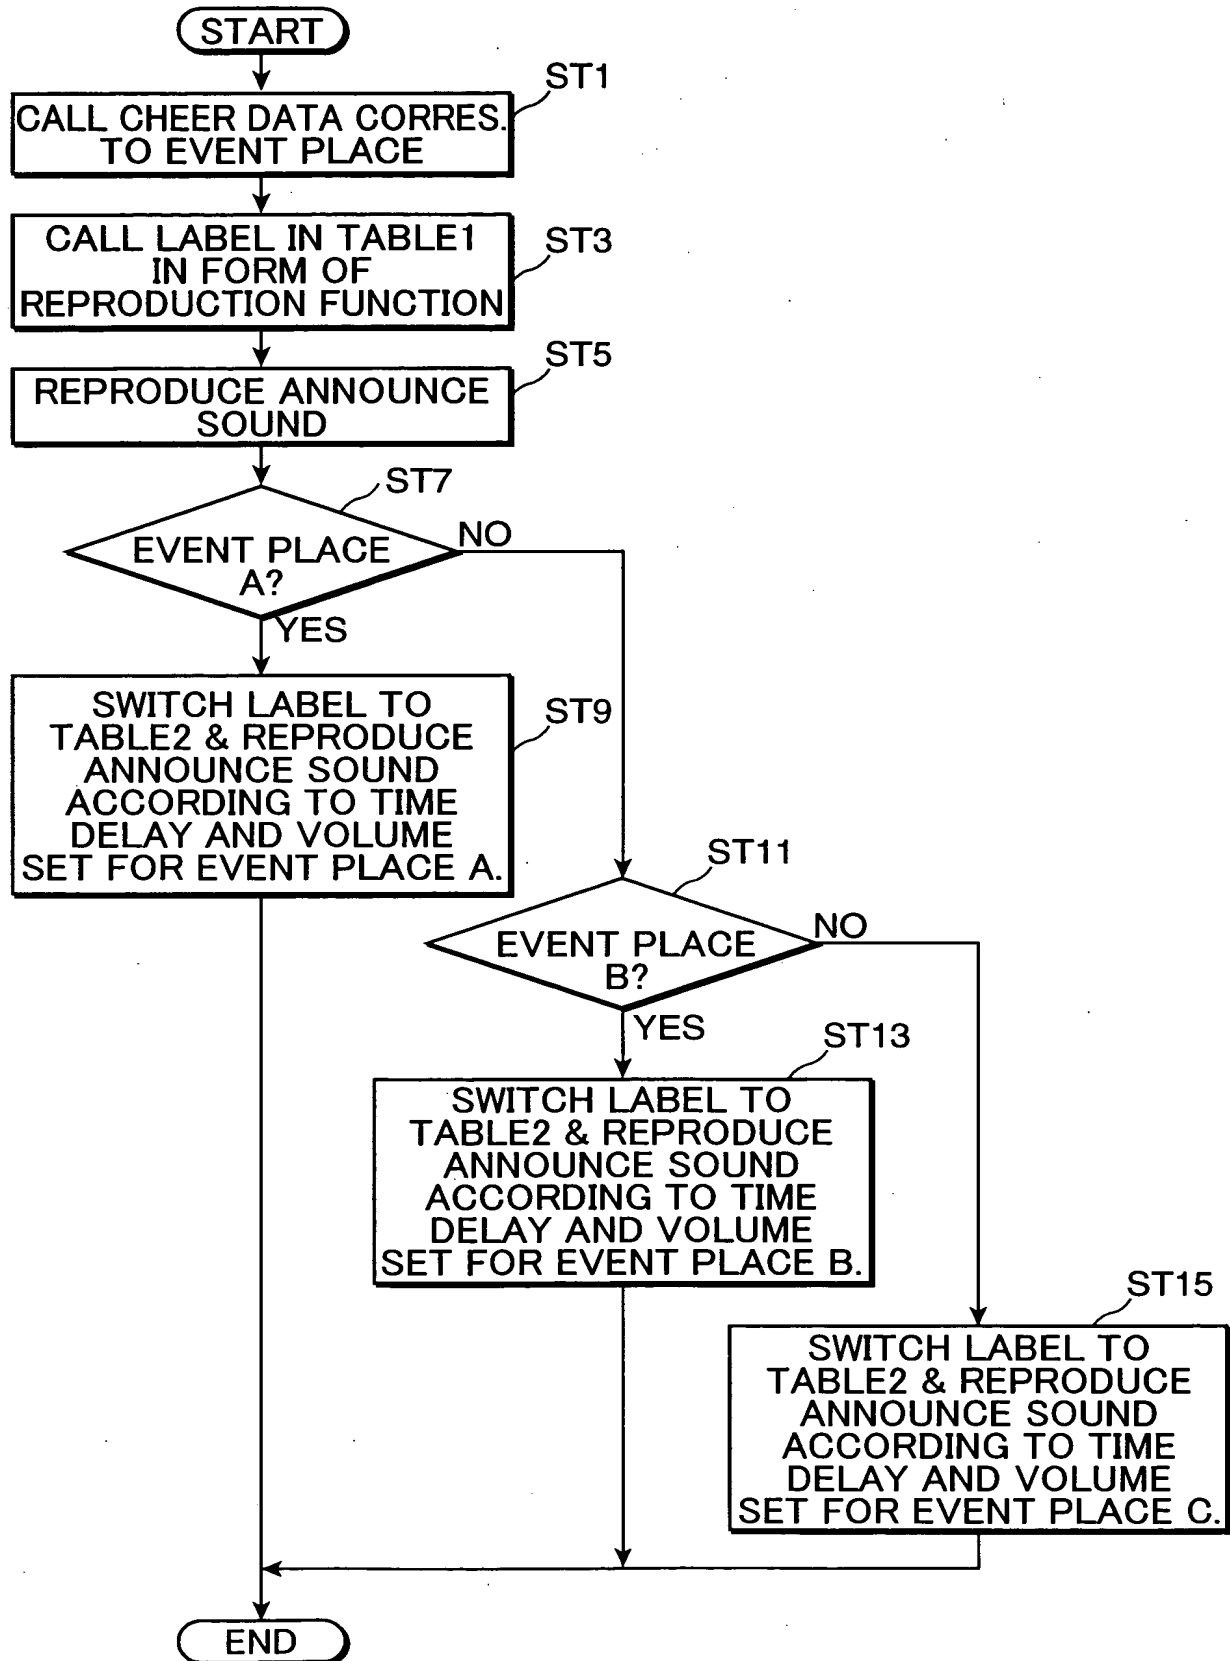 START
ST1
CALL CHEER DATA CORRES.
TO EVENT PLACE
ST3
CALL LABEL IN TABLE1
IN FORM OF
REPRODUCTION FUNCTION
ST5
REPRODUCE ANNOUNCE
SOUND
ST7
EVENT PLACE
A?
NO
YES
ST9
SWITCH LABEL TO
TABLE2 & REPRODUCE
ANNOUNCE SOUND
ACCORDING TO TIME
DELAY AND VOLUME
SET FOR EVENT PLACE A.
ST11
EVENT PLACE
B?
NO
YES
ST13
SWITCH LABEL TO
TABLE2 & REPRODUCE
ANNOUNCE SOUND
ACCORDING TO TIME
DELAY AND VOLUME
SET FOR EVENT PLACE B.
ST15
SWITCH LABEL TO
TABLE2 & REPRODUCE
ANNOUNCE SOUND
ACCORDING TO TIME
DELAY AND VOLUME
SET FOR EVENT PLACE C.
END